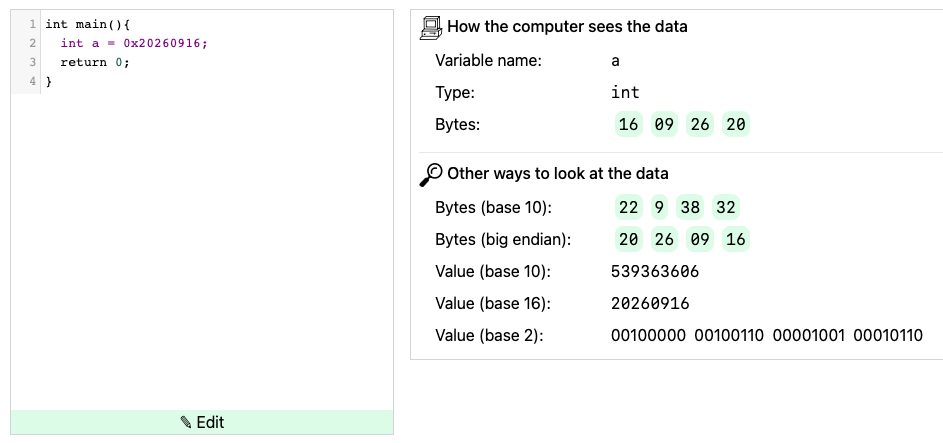 1 int main(){
2 int a = 0x20260916;
3 return 0;
4 }
✎ Edit
How the computer sees the data
Variable name: a
Type: int
Bytes: 16 09 26 20
Other ways to look at the data
Bytes (base 10): 22 9 38 32
Bytes (big endian): 20 26 09 16
Value (base 10): 539363606
Value (base 16): 20260916
Value (base 2): 00100000 00100110 00001001 00010110